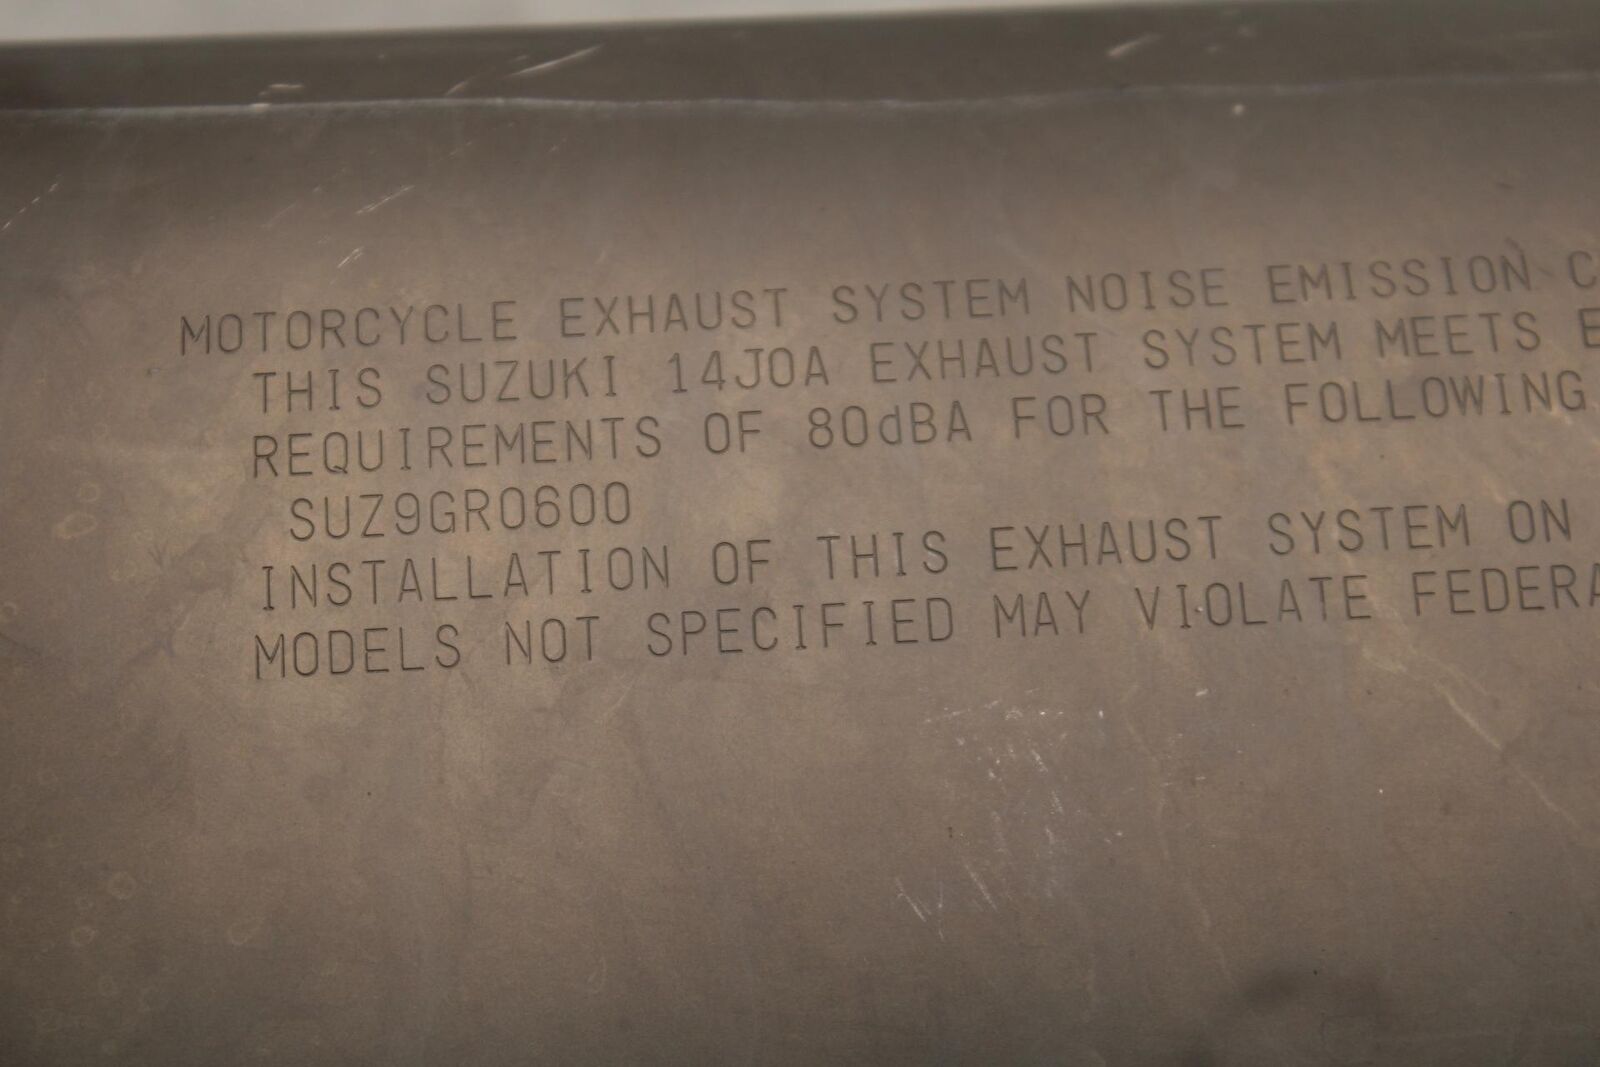 MOTORCYCLE EXHAUST SYSTEM NOISE EMISSION
THIS SUZUKI 14J0A EXHAUST SYSTEM MEETS
REQUIREMENTS OF 80dBA FOR THE FOLLOWING
SUZ9GR0600
INSTALLATION OF THIS EXHAUST SYSTEM ON
MODELS NOT SPECIFIED MAY VIOLATE FEDERA